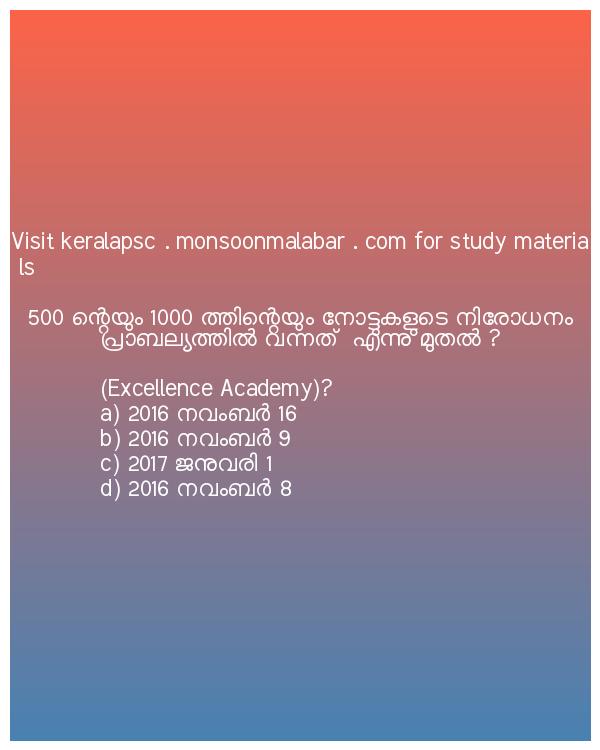 Visit keralapsc . monsoonmalabar . com for study materia
ls
500 ന്റെയും 1000 ത്തിന്റെയും നോട്ടുകളുടെ നിരോധനം
പ്രാബല്യത്തിൽ വന്നത് എന്നു മുതൽ ?
(Excellence Academy)?
a) 2016 നവംബർ 16
b) 2016 നവംബർ 9
c) 2017 ജനുവരി 1
d) 2016 നവംബർ 8